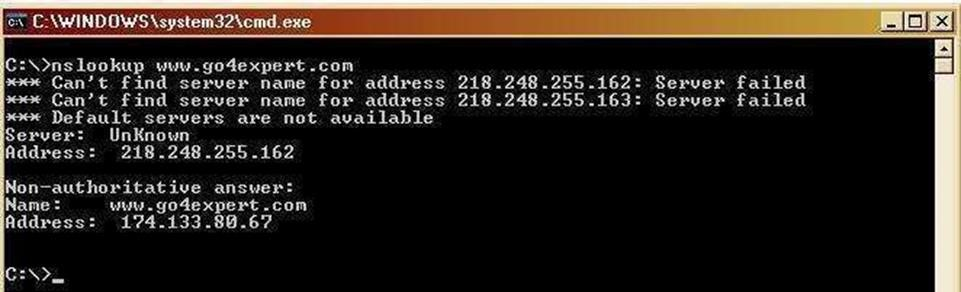 C:\WINDOWS\system32\cmd.exe
C:\>nslookup www.go4expert.com
*** Can't find server name for address 218.248.255.162: Server failed
*** Can't find server name for address 218.248.255.163: Server failed
*** Default servers are not available
Server:  UnKnown
Address:  218.248.255.162
Non-authoritative answer:
Name:    www.go4expert.com
Address:  174.133.80.67
C:\>_